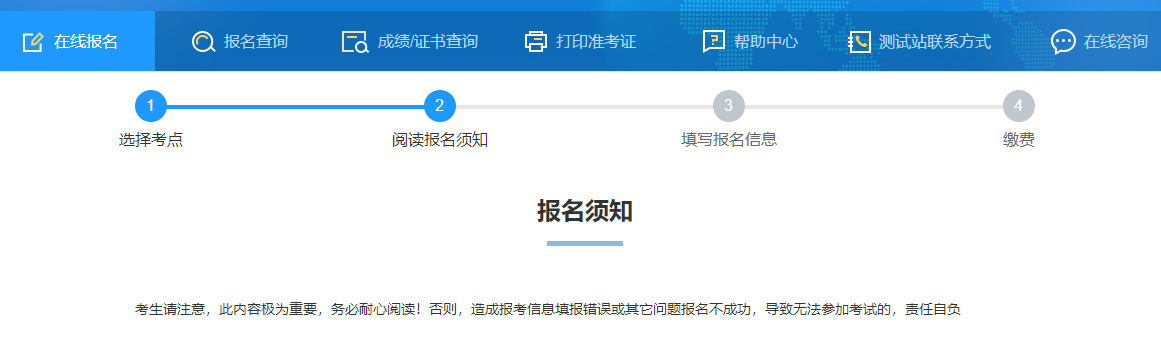 在线报名 报名查询 成绩/证书查询 打印准考证 帮助中心 测试站联系方式 在线咨询
1 2 3 4
选择考点 阅读报名须知 填写报名信息 缴费
报名须知
考生请注意，此内容极为重要，务必耐心阅读！否则，造成报考信息填报错误或其它问题报名不成功，导致无法参加考试的，责任自负